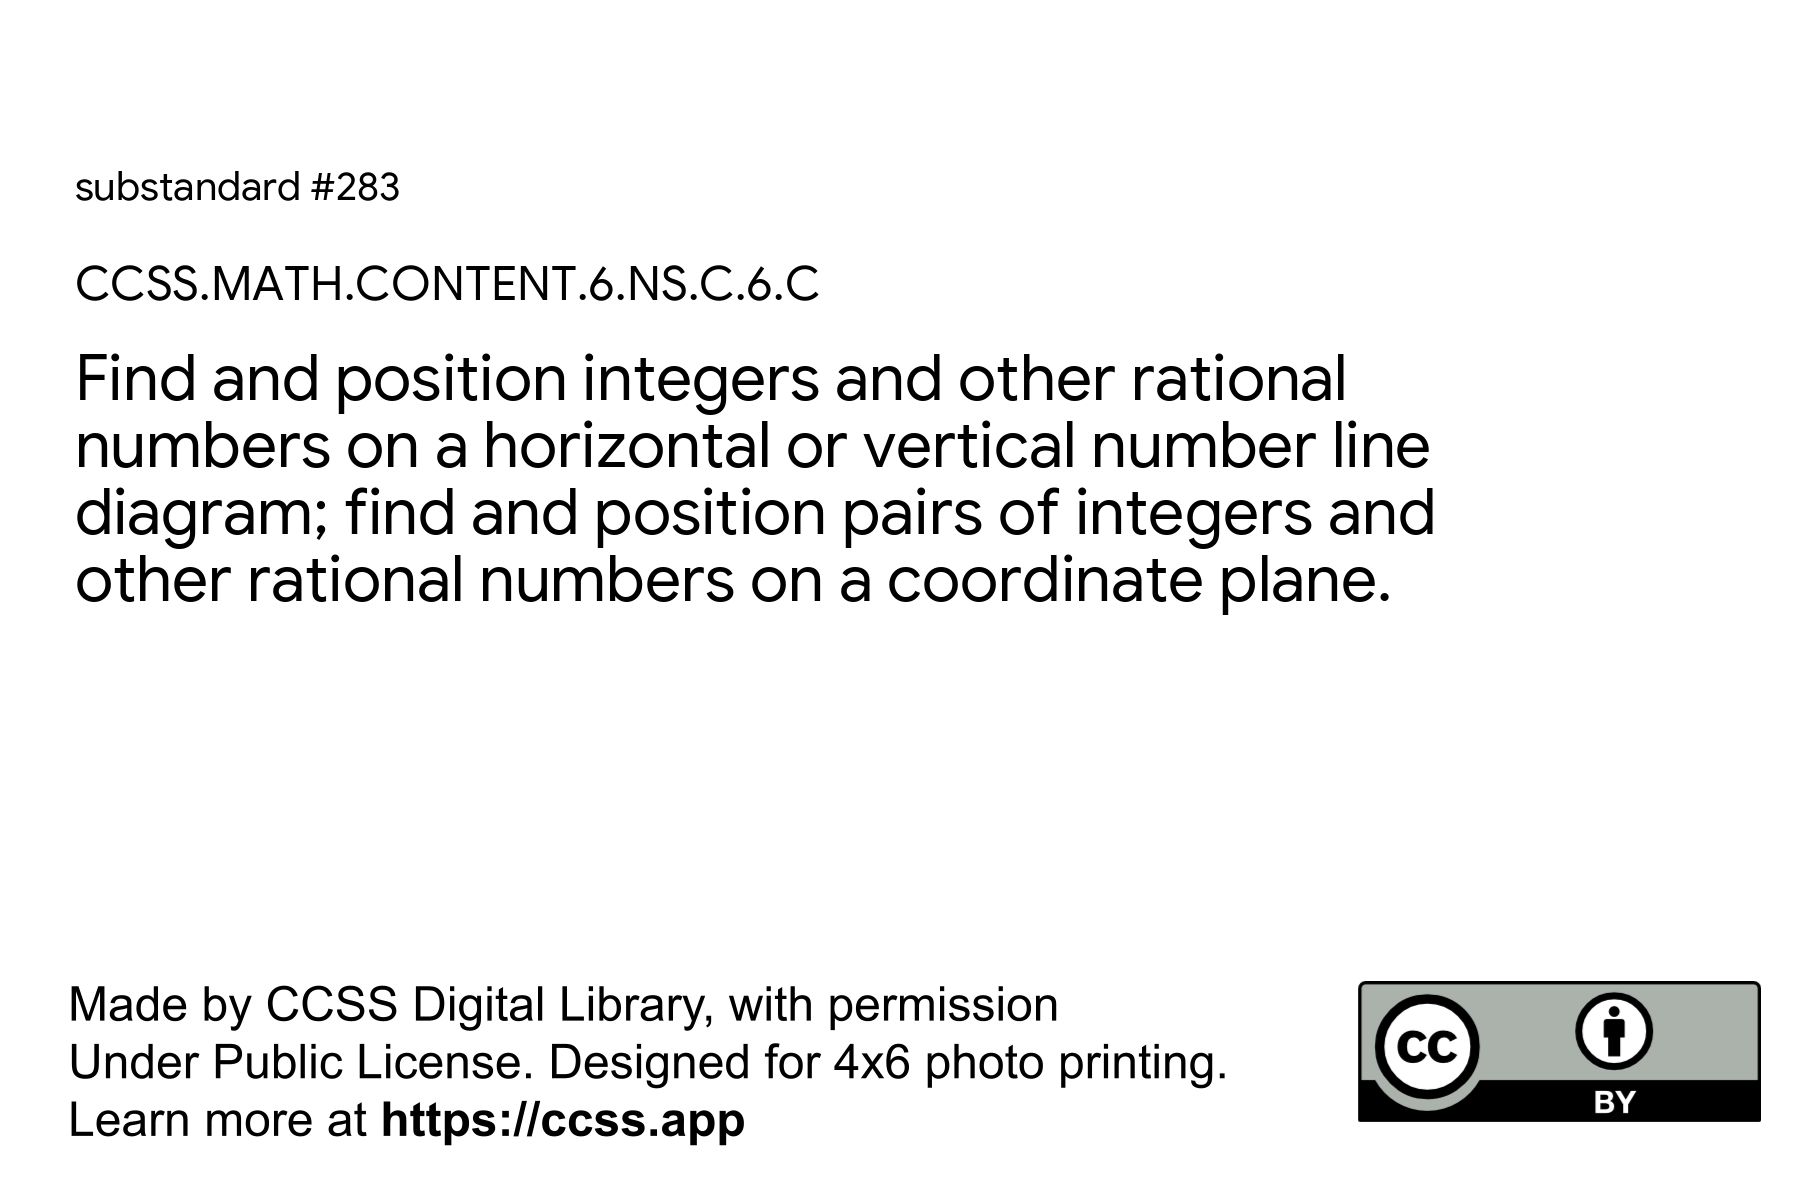 substandard #283
CCSS.MATH.CONTENT.6.NS.C.6.C
Find and position integers and other rational
numbers on a horizontal or vertical number line
diagram; find and position pairs of integers and
other rational numbers on a coordinate plane.
Made by CCSS Digital Library, with permission
Under Public License. Designed for 4x6 photo printing.
Learn more at https://ccss.app
cc
BY